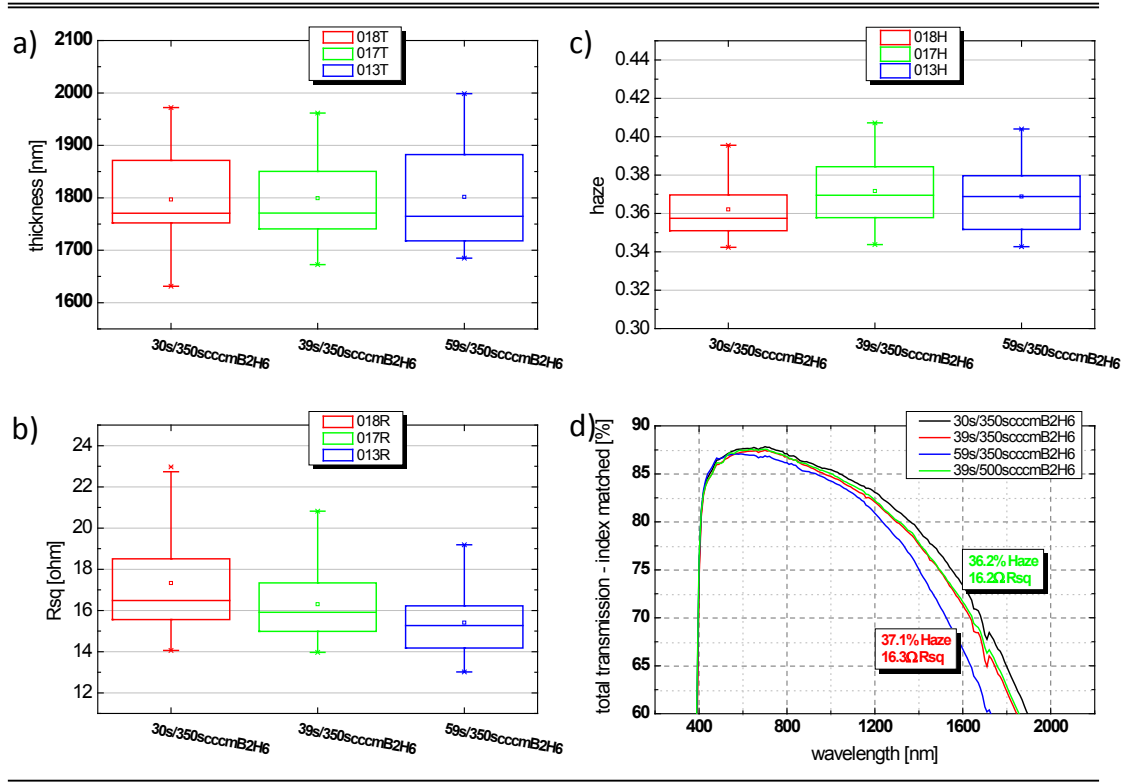 a)
018T
017T
013T
2100
2000
1900
1800
1700
1600
thickness [nm]
30s/350scccmB2H6
39s/350scccmB2H6
59s/350scccmB2H6
c)
018H
017H
013H
0.44
0.42
0.40
0.38
0.36
0.34
0.32
0.30
haze
30s/350scccmB2H6
39s/350scccmB2H6
59s/350scccmB2H6
b)
018R
017R
013R
24
22
20
18
16
14
12
Rsq [ohm]
30s/350scccmB2H6
39s/350scccmB2H6
59s/350scccmB2H6
d)
30s/350scccmB2H6
39s/350scccmB2H6
59s/350scccmB2H6
39s/500scccmB2H6
90
85
80
75
70
65
60
total transmission - index matched [%]
36.2% Haze
16.2Ω Rsq
37.1% Haze
16.3Ω Rsq
400 800 1200 1600 2000
wavelength [nm]